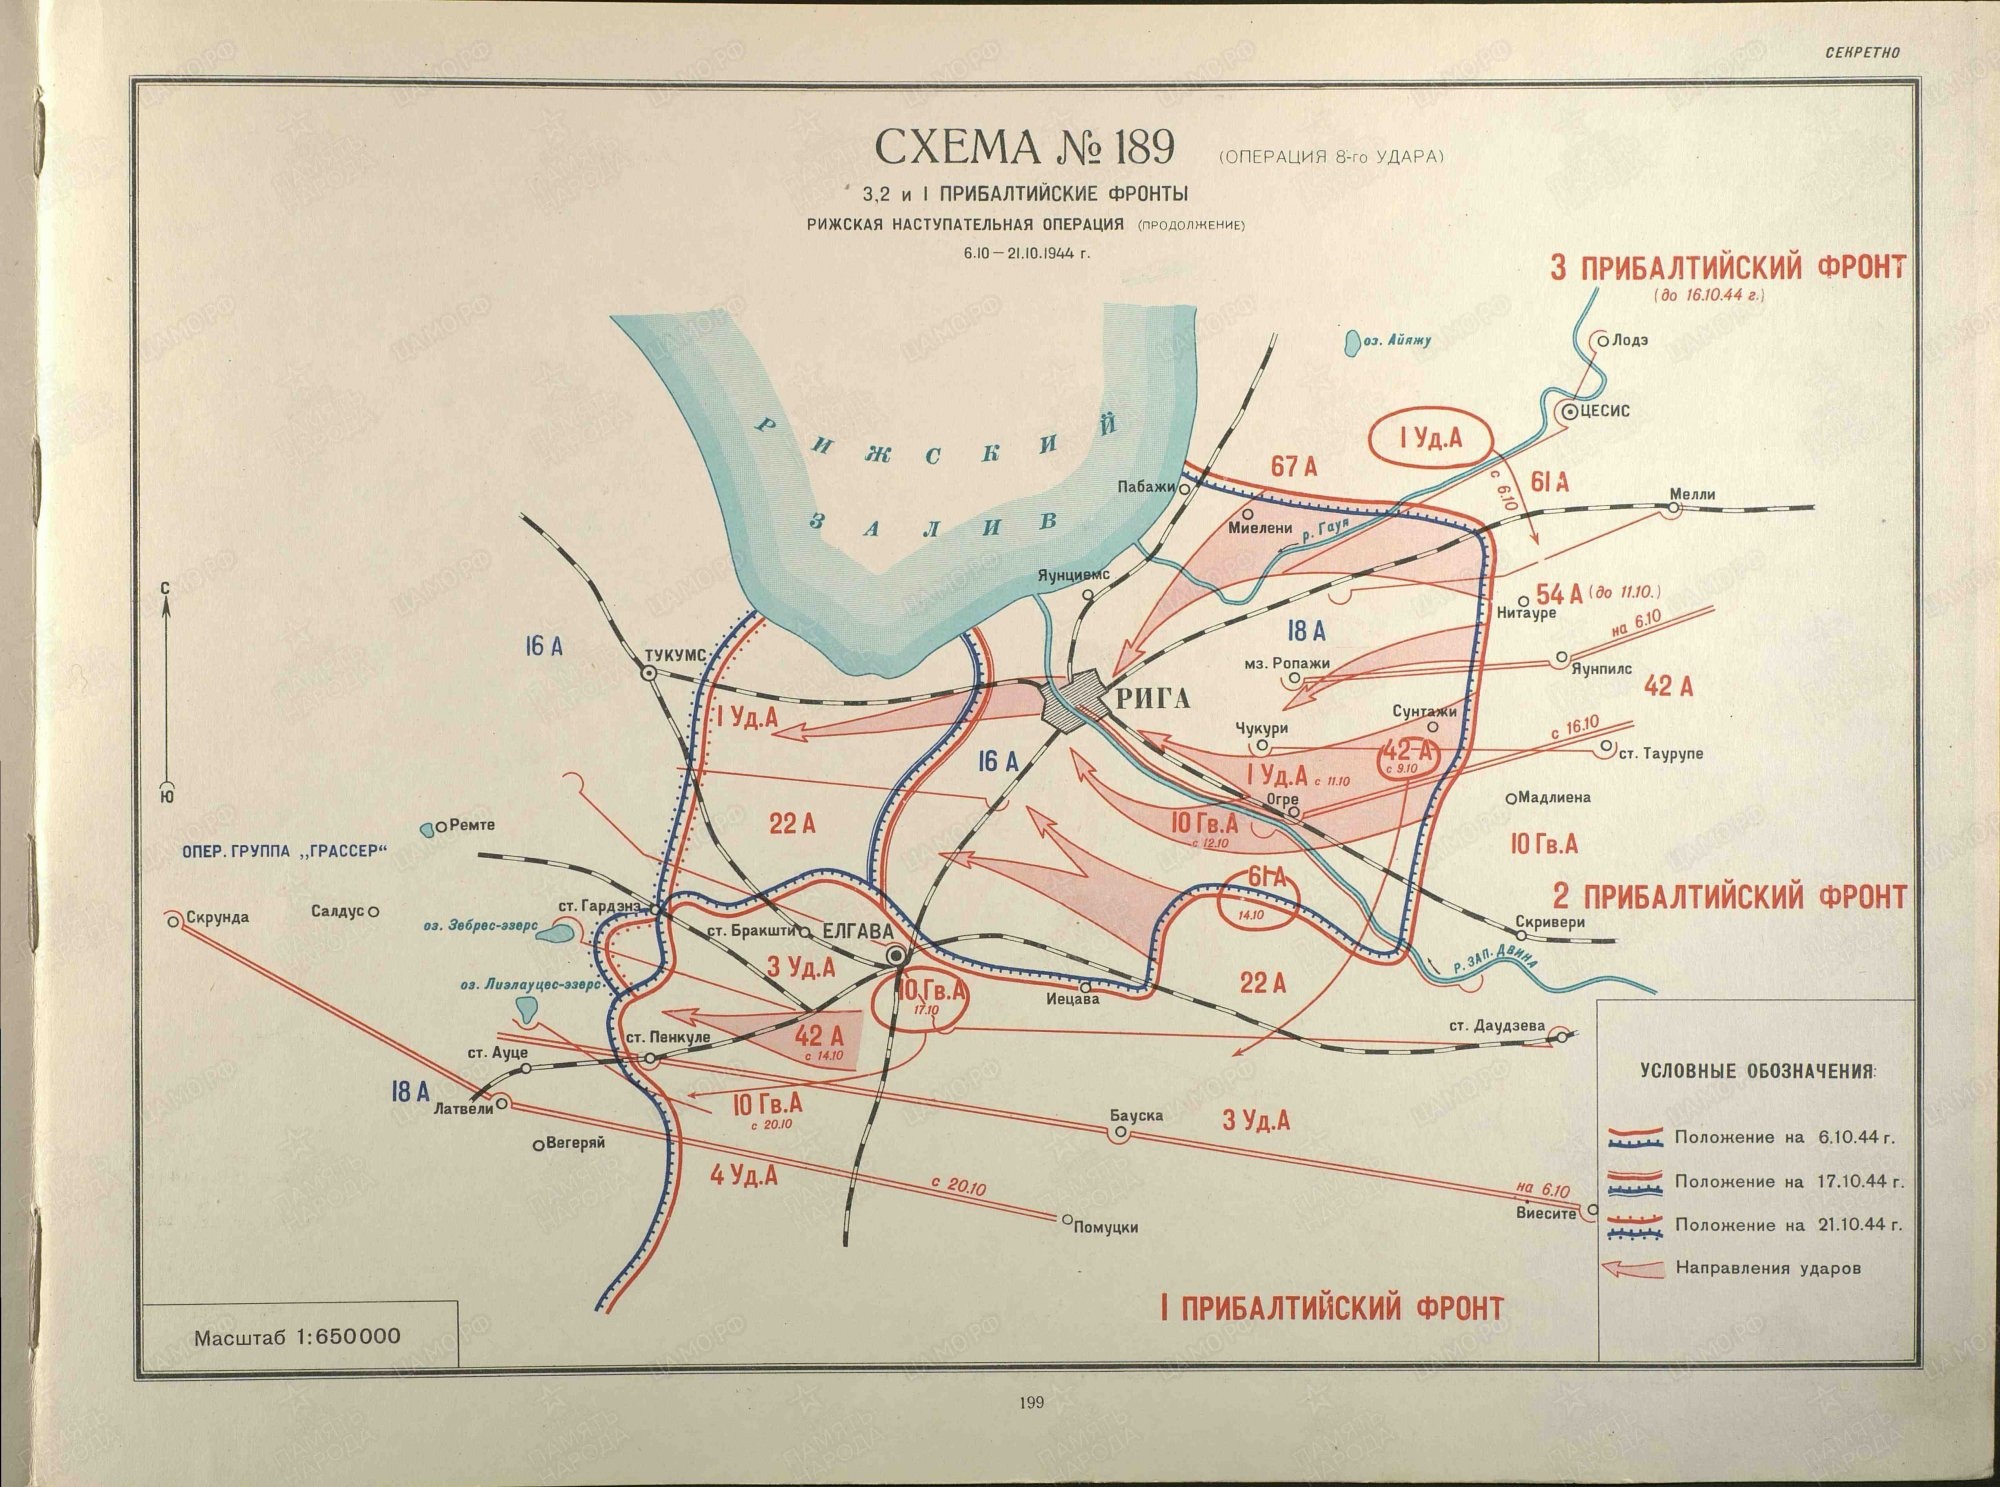 СЕКРЕТНО
СХЕМА № 189 (ОПЕРАЦИЯ 8-го УДАРА)
3,2 и I ПРИБАЛТИЙСКИЕ ФРОНТЫ
РИЖСКАЯ НАСТУПАТЕЛЬНАЯ ОПЕРАЦИЯ (ПРОДОЛЖЕНИЕ)
6.10 — 21.10.1944 г.
3 ПРИБАЛТИЙСКИЙ ФРОНТ
(до 16.10.44 г.)
оз. Айяжу
Лодэ
ЦЕСИС
РИЖСКИЙ
ЗАЛИВ
I Уд.А
67 А
61 А
с 6.10
Пабажи
Мелли
Миелени
р. Гауя
Яунциемс
С
54 А (до 11.10.)
Нитауре
на 6.10
16 А
18 А
ТУКУМС
мз. Ропажи
Яунпилс
42 А
РИГА
I Уд.А
Сунтажи
Чукури
с 16.10
42 А
с 9.10
ст. Таурупе
16 А
I Уд.А с 11.10
Ю
Огре
Мадлиена
Ремте
22 А
10 Гв.А
с 12.10
10 Гв.А
ОПЕР. ГРУППА „ГРАССЕР“
61 А
14.10
2 ПРИБАЛТИЙСКИЙ ФРОНТ
Скрунда
Салдус
ст. Гардзнэ
оз. Зебрес-эзерс
ст. Бракшти
ЕЛГАВА
Скривери
Р. ЗАП. ДВИНА
3 Уд.А
оз. Лиэлауцес-эзерс
10 Гв.А
17.10
Иецава
22 А
ст. Пенкуле
42 А
с 14.10
ст. Даудзева
ст. Ауце
18 А
Латвели
10 Гв.А
с 20.10
Бауска
3 Уд.А
Вегеряй
4 Уд.А
с 20.10
на 6.10
Виесите
Помуцки
I ПРИБАЛТИЙСКИЙ ФРОНТ
УСЛОВНЫЕ ОБОЗНАЧЕНИЯ:
Положение на 6.10.44 г.
Положение на 17.10.44 г.
Положение на 21.10.44 г.
Направления ударов
Масштаб 1:650000
199
ЦАМО.РФ
ПАМЯТЬ
НАРОДА